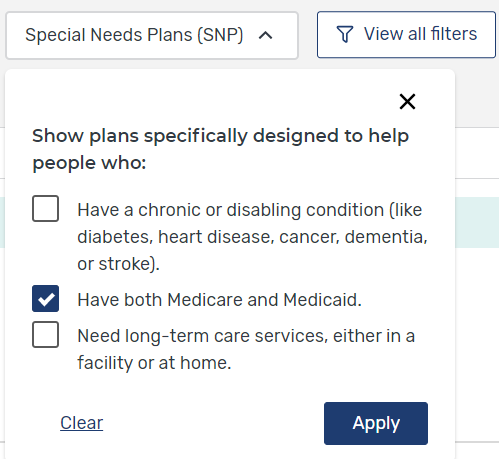 Special Needs Plans (SNP)
View all filters
Show plans specifically designed to help
people who:
Have a chronic or disabling condition (like
diabetes, heart disease, cancer, dementia,
or stroke).
Have both Medicare and Medicaid.
Need long-term care services, either in a
facility or at home.
Clear
Apply